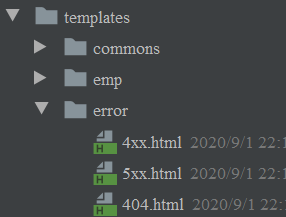 templates
commons
emp
error
H 4xx.html 2020/9/1 22:1
H 5xx.html 2020/9/1 22:1
H 404.html 2020/9/1 22:1